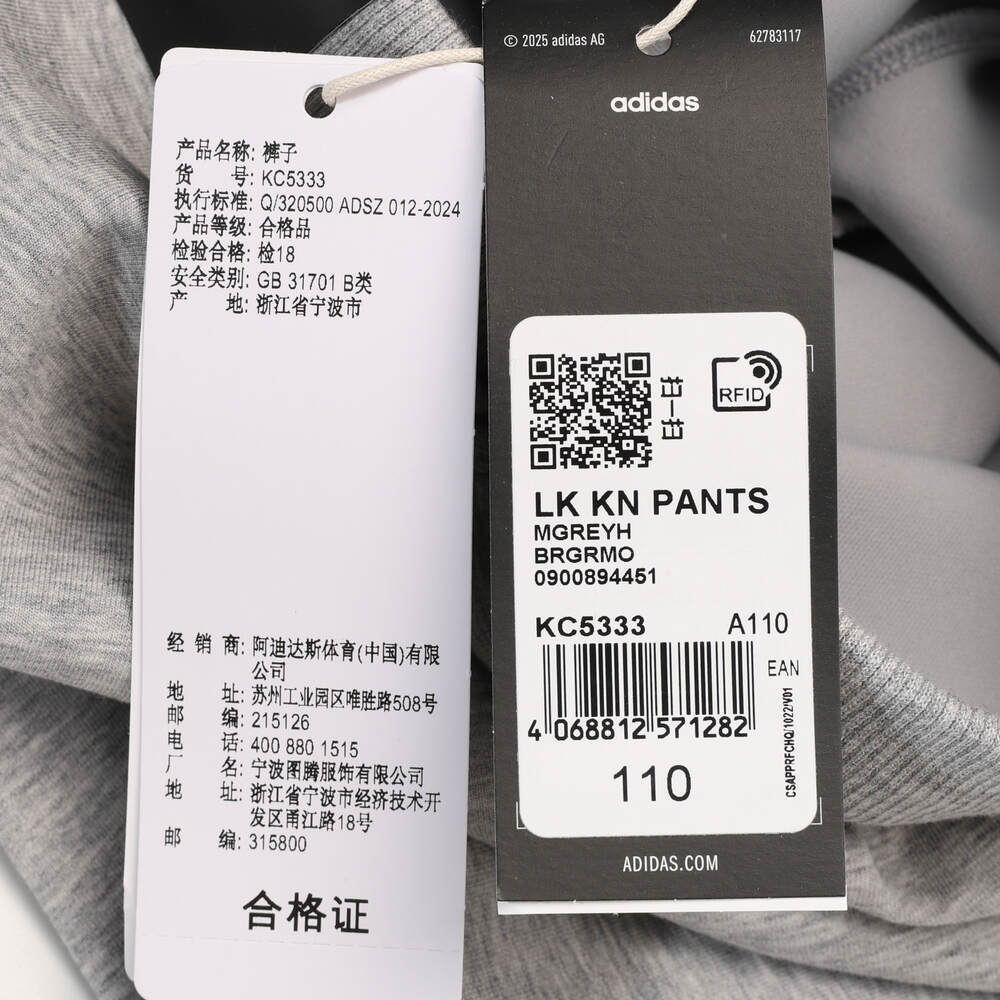 产品名称: 裤子
货 号: KC5333
执行标准: Q/320500 ADSZ 012-2024
产品等级: 合格品
检验合格: 检18
安全类别: GB 31701 B类
产 地: 浙江省宁波市
经 销 商: 阿迪达斯体育(中国)有限
公司
地 址: 苏州工业园区唯胜路508号
邮 编: 215126
电 话: 400 880 1515
厂 名: 宁波图腾服饰有限公司
地 址: 浙江省宁波市经济技术开
发区甬江路18号
邮 编: 315800
合格证
© 2025 adidas AG
62783117
adidas
扫一扫
RFID
LK KN PANTS
MGREYH
BRGRMO
0900894451
KC5333 A110
EAN
4 068812 571282
CSAPPRFCHQ/1022/V01
110
ADIDAS.COM